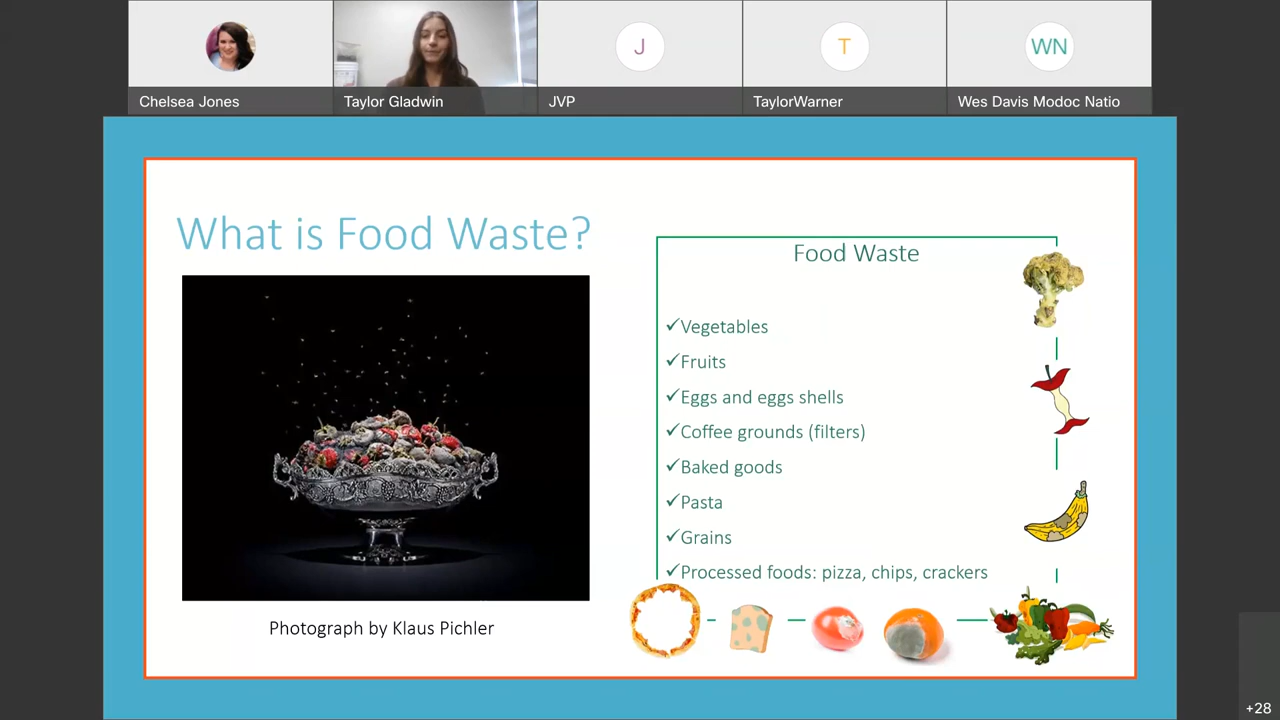 J
T
WN
Chelsea Jones
Taylor Gladwin
JVP
TaylorWarner
Wes Davis Modoc Natio
What is Food Waste?
Photograph by Klaus Pichler
Food Waste
✓Vegetables
✓Fruits
✓Eggs and eggs shells
✓Coffee grounds (filters)
✓Baked goods
✓Pasta
✓Grains
✓Processed foods: pizza, chips, crackers
+28